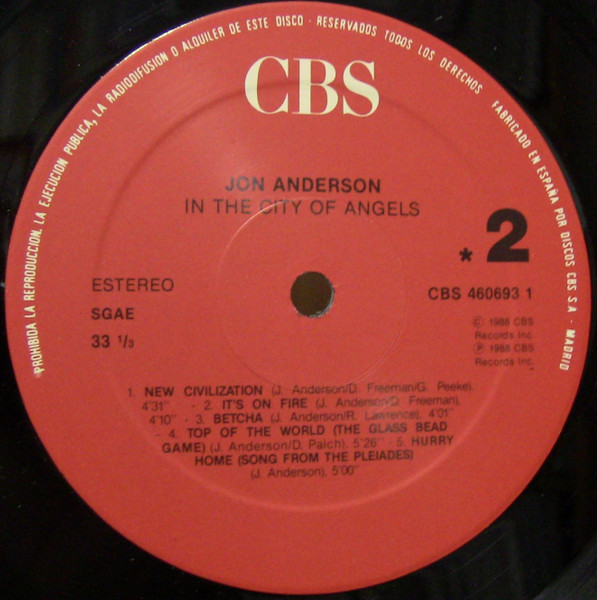 PROHIBIDA LA REPRODUCCION, LA EJECUCION PUBLICA, LA RADIODIFUSION O ALQUILER DE ESTE DISCO - RESERVADOS TODOS LOS DERECHOS
FABRICADO EN ESPAÑA POR DISCOS CBS S.A - MADRID
CBS
JON ANDERSON
IN THE CITY OF ANGELS
* 2
ESTEREO
CBS 460693 1
SGAE
33 1/3
© 1988 CBS
Records Inc.
℗ 1988 CBS
Records Inc.
1. NEW CIVILIZATION (J. Anderson/D. Freeman/G. Peeke),
4'31" - 2. IT'S ON FIRE (J. Anderson/D. Freeman),
4'10" - 3. BETCHA (J. Anderson/R. Lawrence), 4'01"
- 4. TOP OF THE WORLD (THE GLASS BEAD
GAME) (J. Anderson/D. Paich), 5'26" - 5. HURRY
HOME (SONG FROM THE PLEIADES)
(J. Anderson), 5'00"